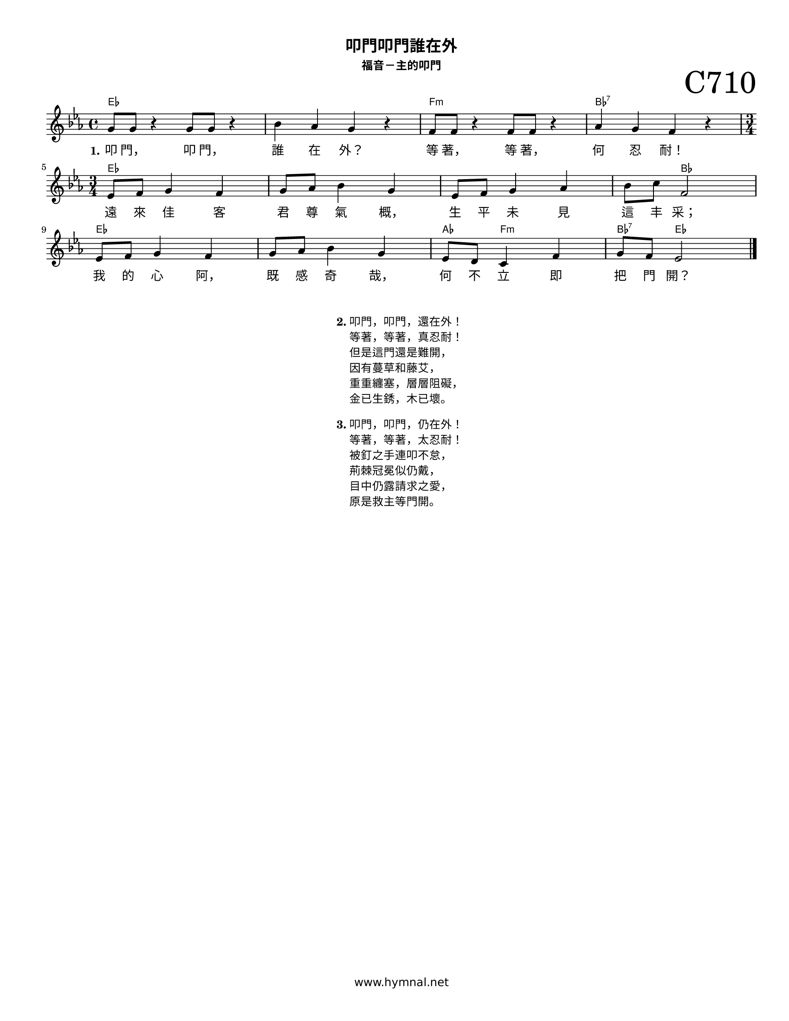 叩門叩門誰在外
福音－主的叩門
C710
E♭ Fm B♭7
1. 叩 門， 叩 門， 誰 在 外？ 等 著， 等 著， 何 忍 耐！
5 E♭ B♭
遠 來 佳 客 君 尊 氣 概， 生 平 未 見 這 丰 采；
9 E♭ A♭ Fm B♭7 E♭
我 的 心 阿， 既 感 奇 哉， 何 不 立 即 把 門 開？
2. 叩門，叩門，還在外！
等著，等著，真忍耐！
但是這門還是難開，
因有蔓草和藤艾，
重重纏塞，層層阻礙，
金已生銹，木已壞。
3. 叩門，叩門，仍在外！
等著，等著，太忍耐！
被釘之手連叩不怠，
荊棘冠冕似仍戴，
目中仍露請求之愛，
原是救主等門開。
www.hymnal.net